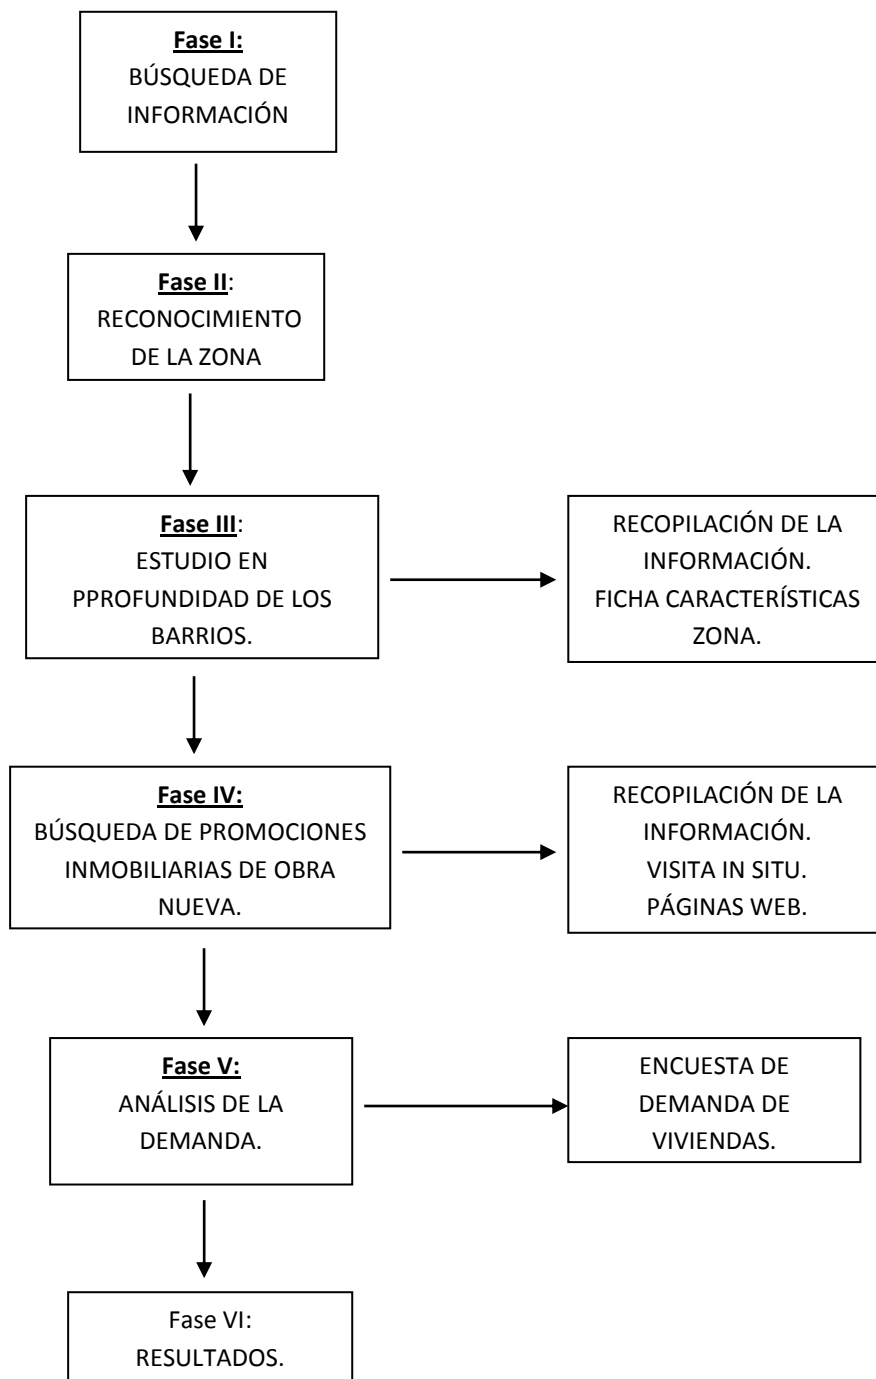 Fase I:
BÚSQUEDA DE
INFORMACIÓN
Fase II:
RECONOCIMIENTO
DE LA ZONA
Fase III:
ESTUDIO EN
PPROFUNDIDAD DE LOS
BARRIOS.
RECOPILACIÓN DE LA
INFORMACIÓN.
FICHA CARACTERÍSTICAS
ZONA.
Fase IV:
BÚSQUEDA DE PROMOCIONES
INMOBILIARIAS DE OBRA
NUEVA.
RECOPILACIÓN DE LA
INFORMACIÓN.
VISITA IN SITU.
PÁGINAS WEB.
Fase V:
ANÁLISIS DE LA
DEMANDA.
ENCUESTA DE
DEMANDA DE
VIVIENDAS.
Fase VI:
RESULTADOS.